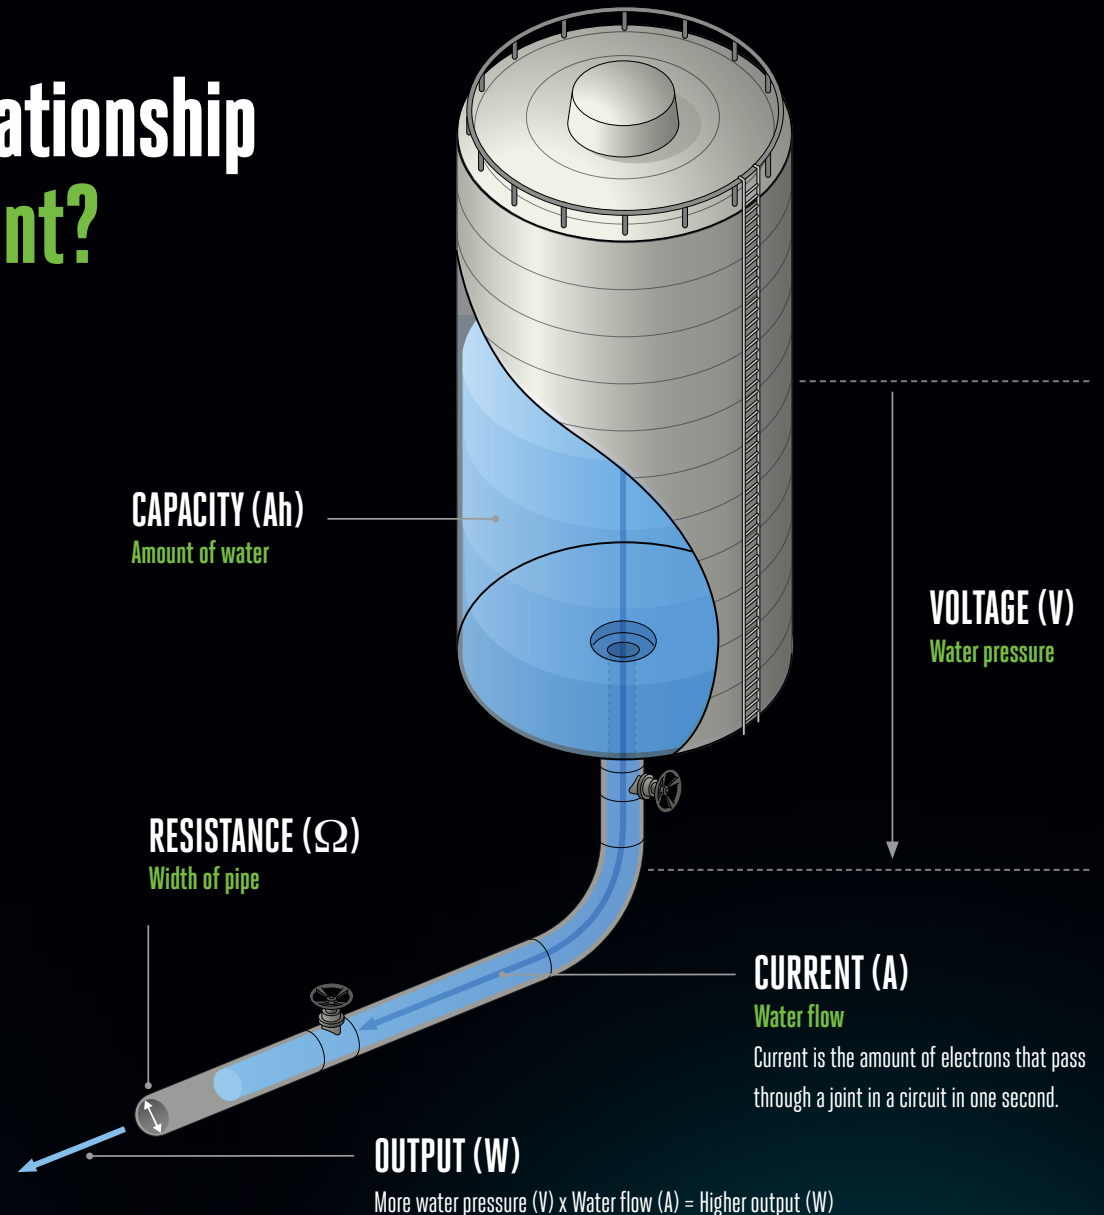 ationship
nt?
CAPACITY (Ah)
Amount of water
VOLTAGE (V)
Water pressure
RESISTANCE (Ω)
Width of pipe
CURRENT (A)
Water flow
Current is the amount of electrons that pass
through a joint in a circuit in one second.
OUTPUT (W)
More water pressure (V) x Water flow (A) = Higher output (W)